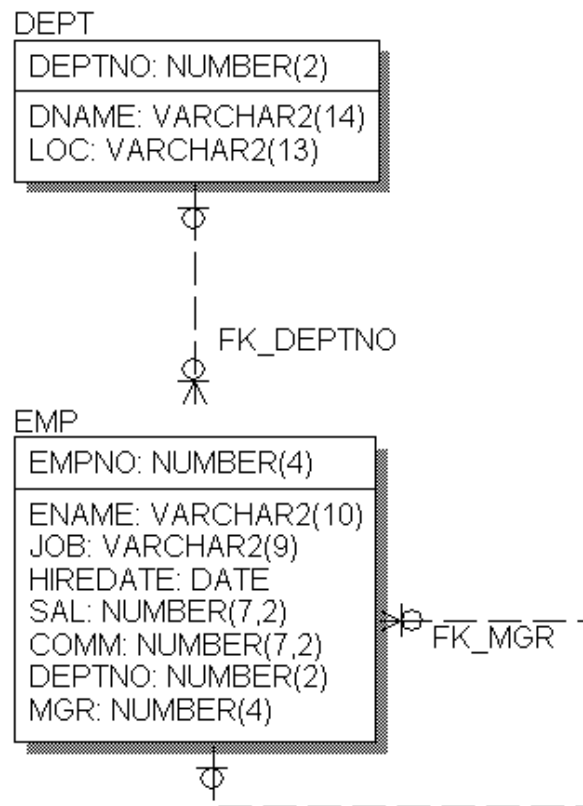 DEPT
DEPTNO: NUMBER(2)
DNAME: VARCHAR2(14)
LOC: VARCHAR2(13)
FK_DEPTNO
EMP
EMPNO: NUMBER(4)
ENAME: VARCHAR2(10)
JOB: VARCHAR2(9)
HIREDATE: DATE
SAL: NUMBER(7,2)
COMM: NUMBER(7,2)
DEPTNO: NUMBER(2)
MGR: NUMBER(4)
FK_MGR